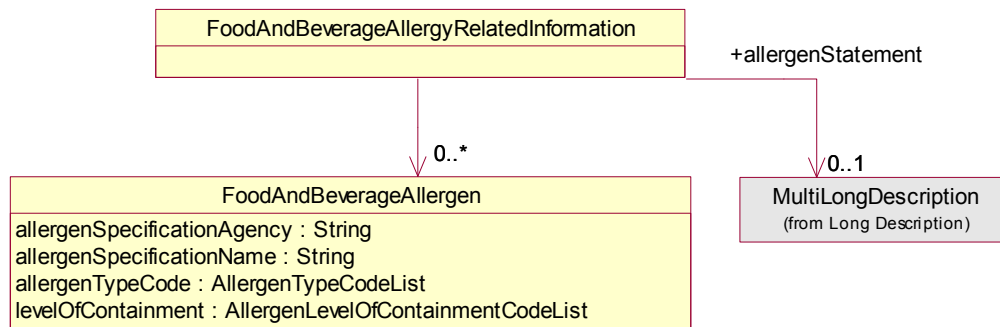 FoodAndBeverageAllergyRelatedInformation
+allergenStatement
0..*
0..1
FoodAndBeverageAllergen
allergenSpecificationAgency : String
allergenSpecificationName : String
allergenTypeCode : AllergenTypeCodeList
levelOfContainment : AllergenLevelOfContainmentCodeList
MultiLongDescription
(from Long Description)